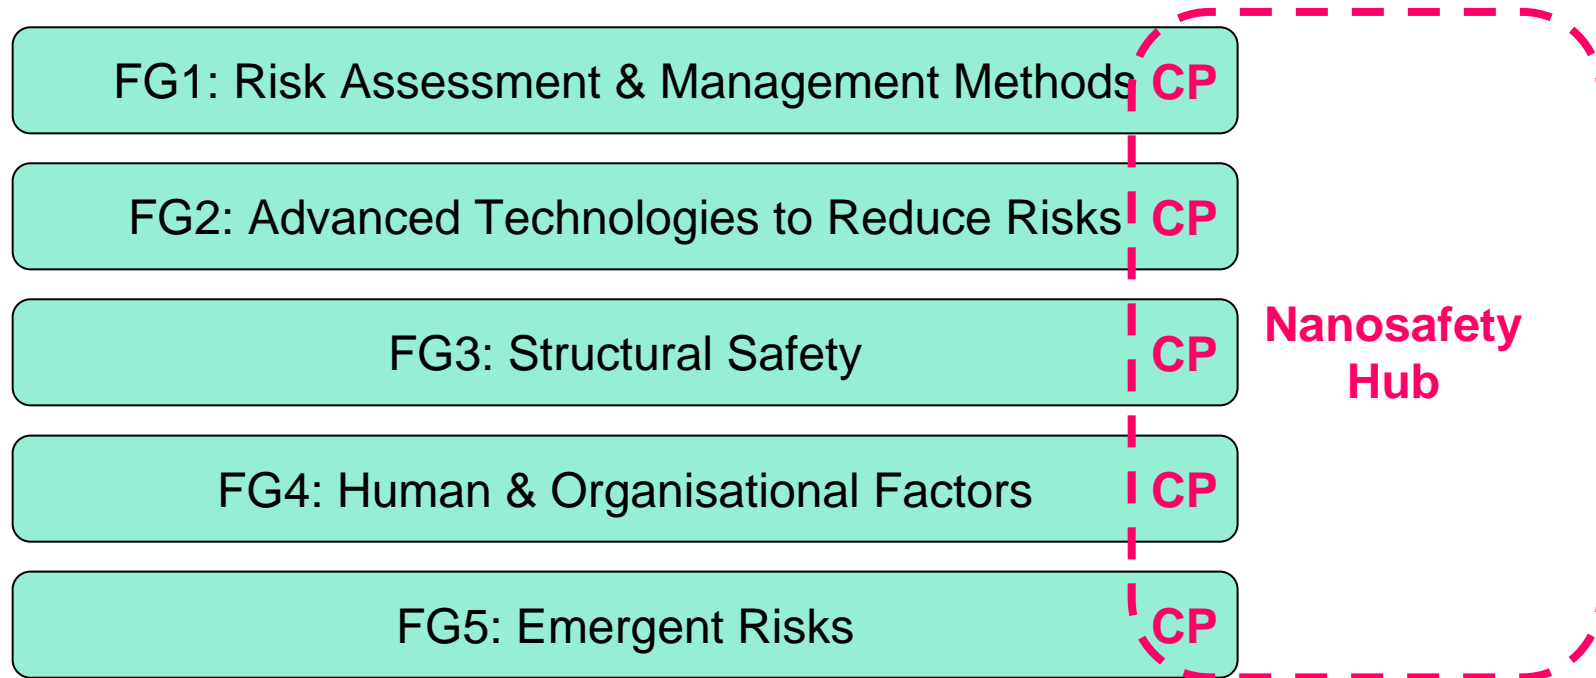 FG1: Risk Assessment & Management Methods CP
FG2: Advanced Technologies to Reduce Risks CP
FG3: Structural Safety CP
Nanosafety
Hub
FG4: Human & Organisational Factors CP
FG5: Emergent Risks CP